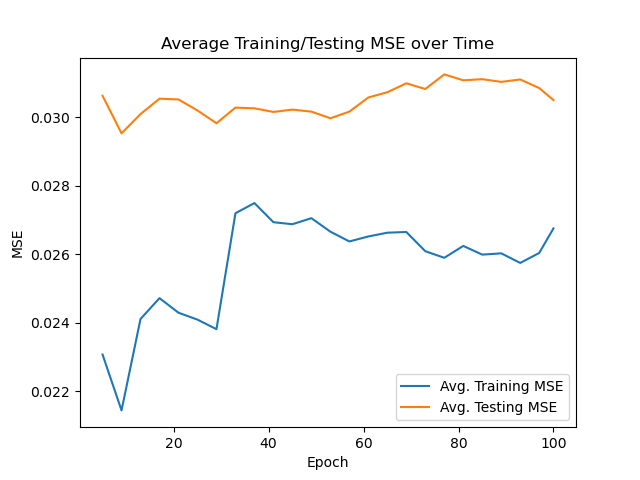 Average Training/Testing MSE over Time
MSE
0.030
0.028
0.026
0.024
0.022
20 40 60 80 100
Epoch
Avg. Training MSE
Avg. Testing MSE